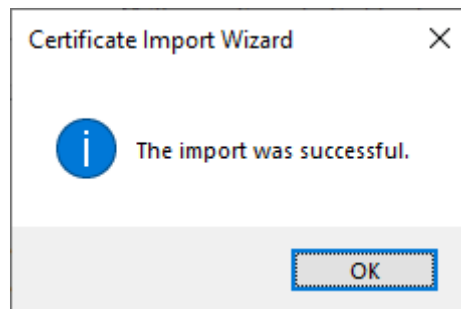 Certificate Import Wizard
The import was successful.
OK